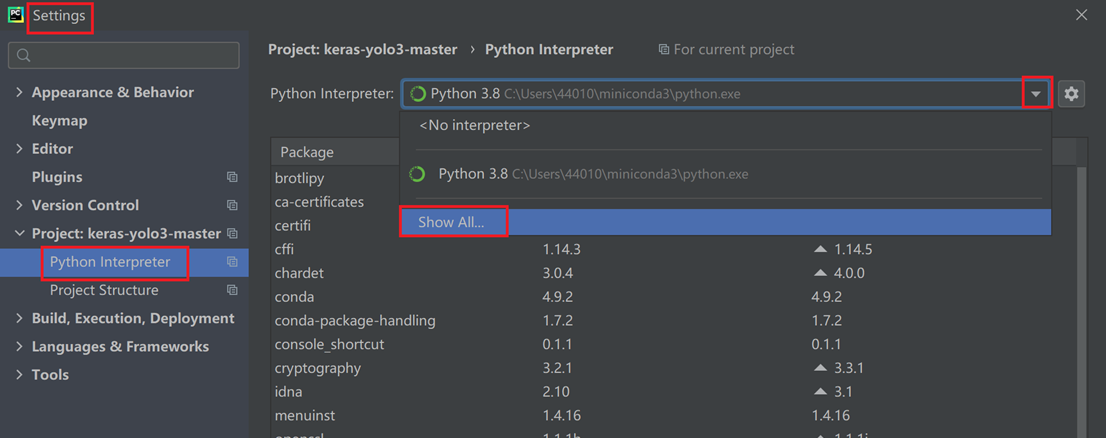 PC Settings
Project: keras-yolo3-master › Python Interpreter For current project
Appearance & Behavior
Python Interpreter: Python 3.8 C:\Users\44010\miniconda3\python.exe
Keymap
<No interpreter>
Editor
Package
Plugins
brotlipy
Python 3.8 C:\Users\44010\miniconda3\python.exe
Version Control
ca-certificates
certifi
Show All...
Project: keras-yolo3-master
cffi 1.14.3 1.14.5
Python Interpreter
chardet 3.0.4 4.0.0
Project Structure
conda 4.9.2 4.9.2
Build, Execution, Deployment
conda-package-handling 1.7.2 1.7.2
Languages & Frameworks
console_shortcut 0.1.1 0.1.1
Tools
cryptography 3.2.1 3.3.1
idna 2.10 3.1
menuinst 1.4.16 1.4.16